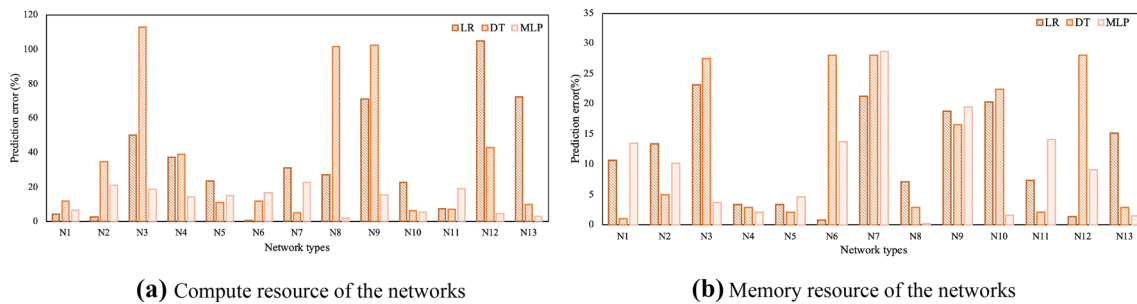 120
100
80
60
40
20
0
Prediction error (%)
LR DT MLP
N1 N2 N3 N4 N5 N6 N7 N8 N9 N10 N11 N12 N13
Network types
(a) Compute resource of the networks
35
30
25
20
15
10
5
0
Prediction error(%)
LR DT MLP
N1 N2 N3 N4 N5 N6 N7 N8 N9 N10 N11 N12 N13
Network types
(b) Memory resource of the networks